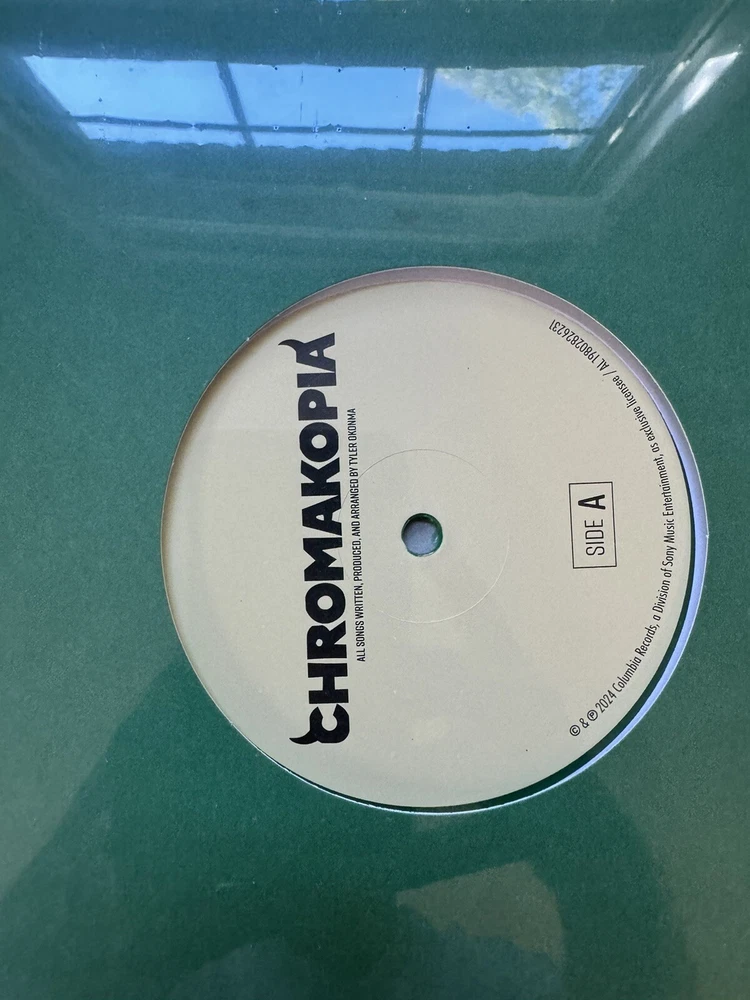 CHROMAKOPIA
ALL SONGS WRITTEN, PRODUCED, AND ARRANGED BY TYLER OKONMA
SIDE A
© & ℗ 2024 Columbia Records, a Division of Sony Music Entertainment, as exclusive licensee / AL 19802826231